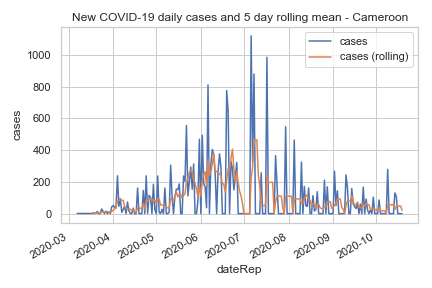 New COVID-19 daily cases and 5 day rolling mean - Cameroon
cases
cases (rolling)
1000
800
600
400
200
0
cases
2020-03
2020-04
2020-05
2020-06
2020-07
2020-08
2020-09
2020-10
dateRep